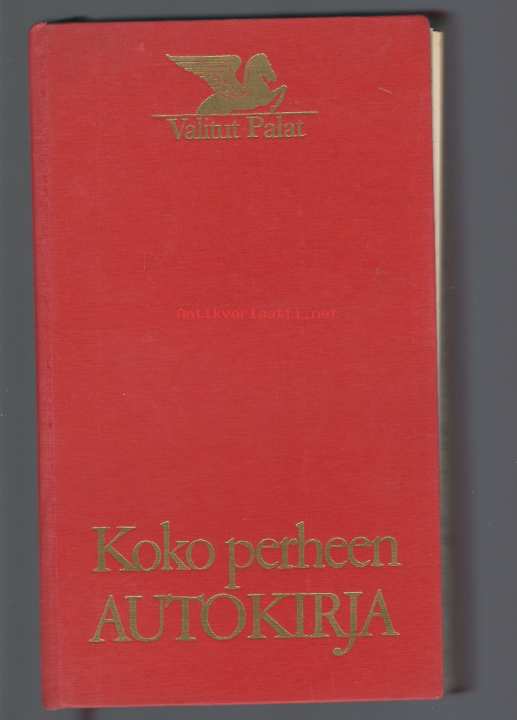 Valitut Palat
Antikvariaatti.net
Koko perheen
AUTOKIRJA